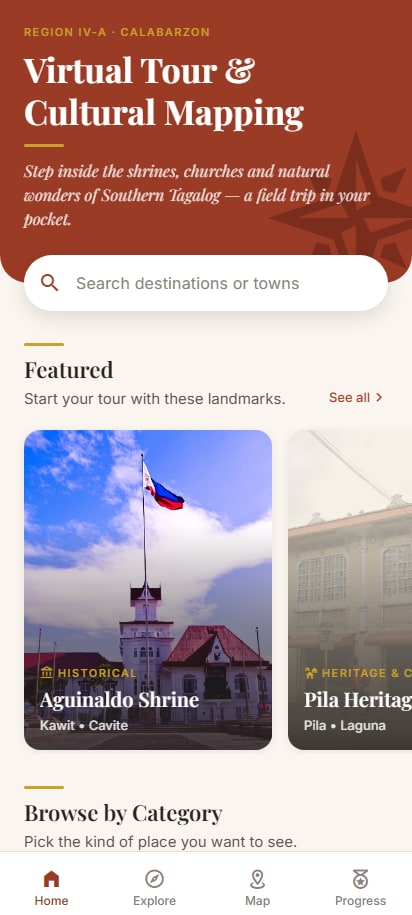 REGION IV-A · CALABARZON
Virtual Tour &
Cultural Mapping
Step inside the shrines, churches and natural
wonders of Southern Tagalog — a field trip in your
pocket.
Search destinations or towns
Featured
Start your tour with these landmarks.
See all
HISTORICAL
Aguinaldo Shrine
Kawit • Cavite
HERITAGE & C
Pila Heritag
Pila • Laguna
Browse by Category
Pick the kind of place you want to see.
Home
Explore
Map
Progress